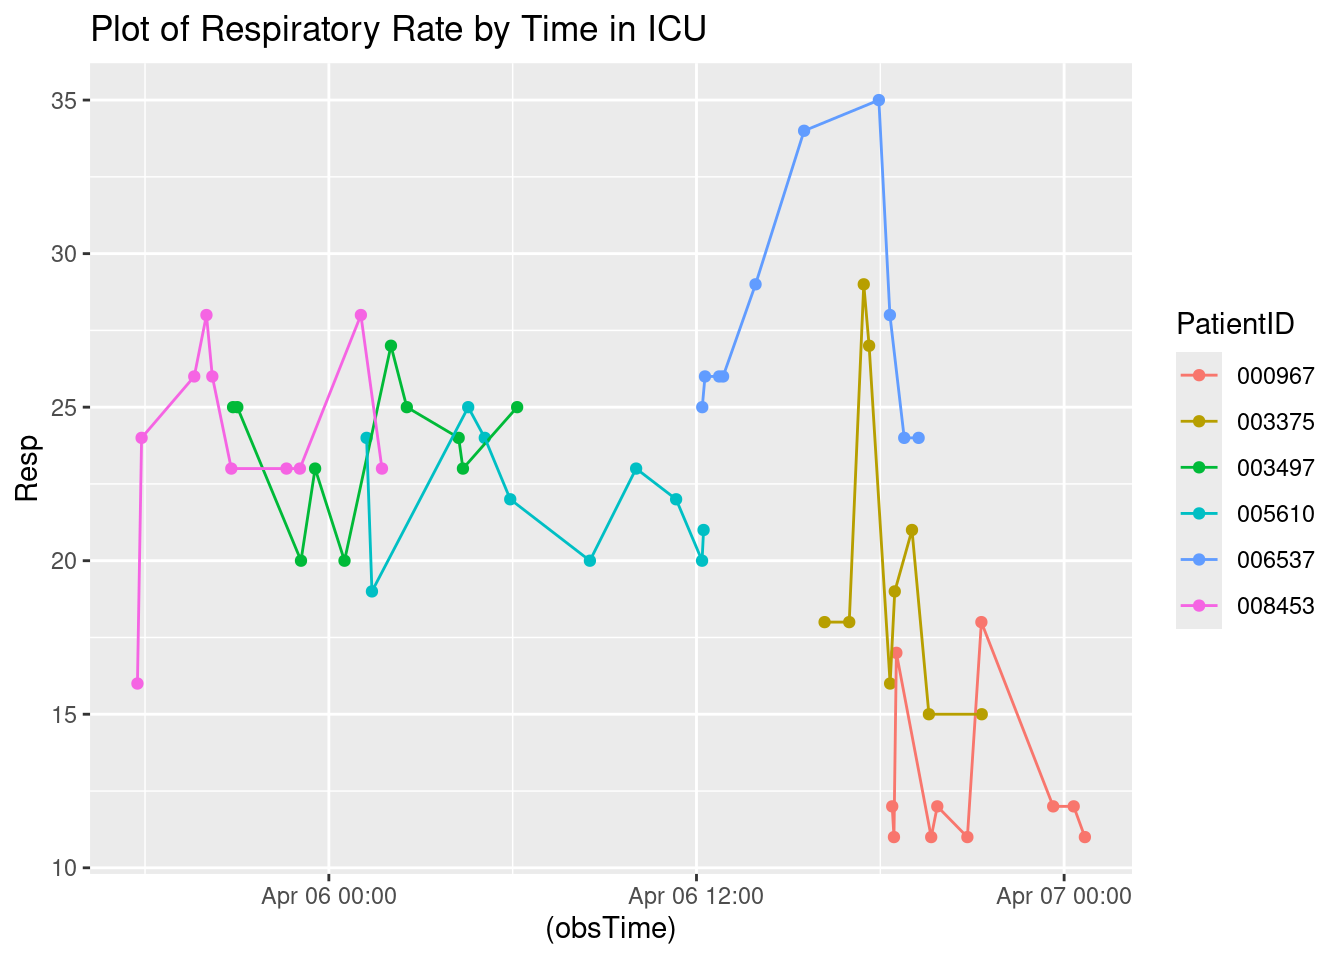 Plot of Respiratory Rate by Time in ICU
35
30
25
20
15
10
Resp
Apr 06 00:00
Apr 06 12:00
Apr 07 00:00
(obsTime)
PatientID
000967
003375
003497
005610
006537
008453